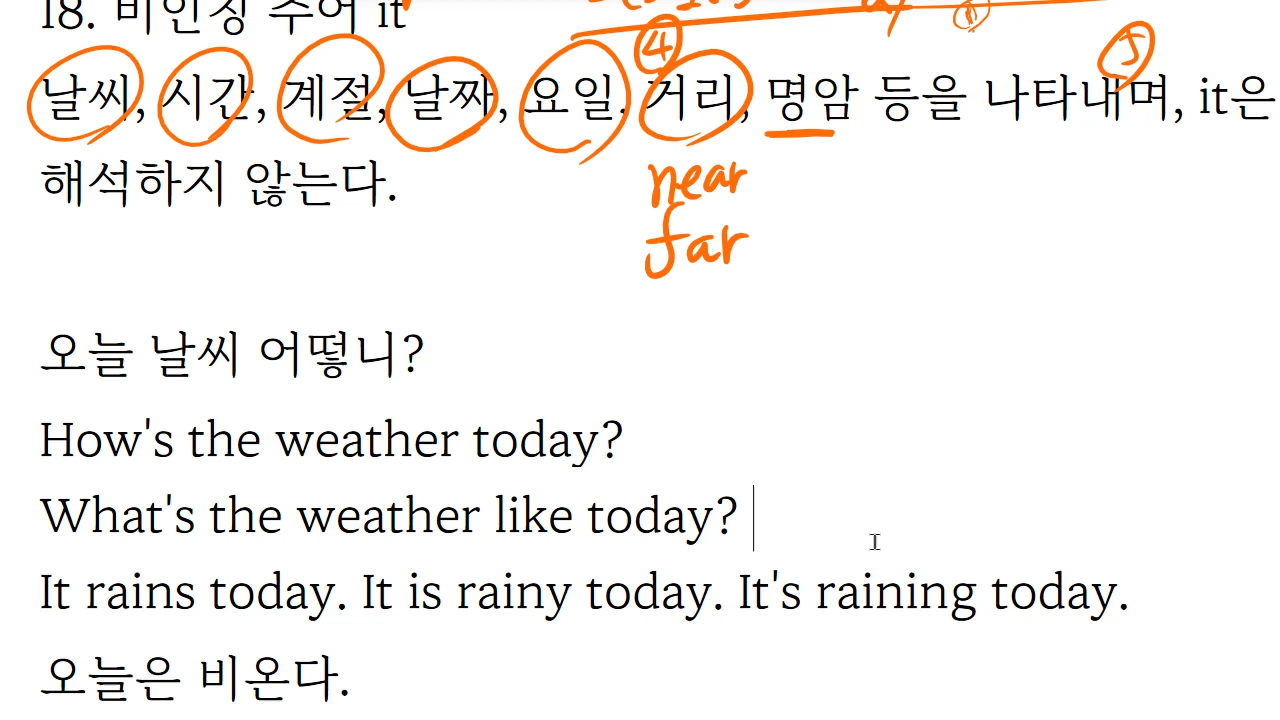 18. 비인칭 주어 it
④ 5
날씨, 시간, 계절, 날짜, 요일. 거리, 명암 등을 나타내며, it은
해석하지 않는다.
near
far
오늘 날씨 어떻니?
How's the weather today?
What's the weather like today?
It rains today. It is rainy today. It's raining today.
오늘은 비온다.